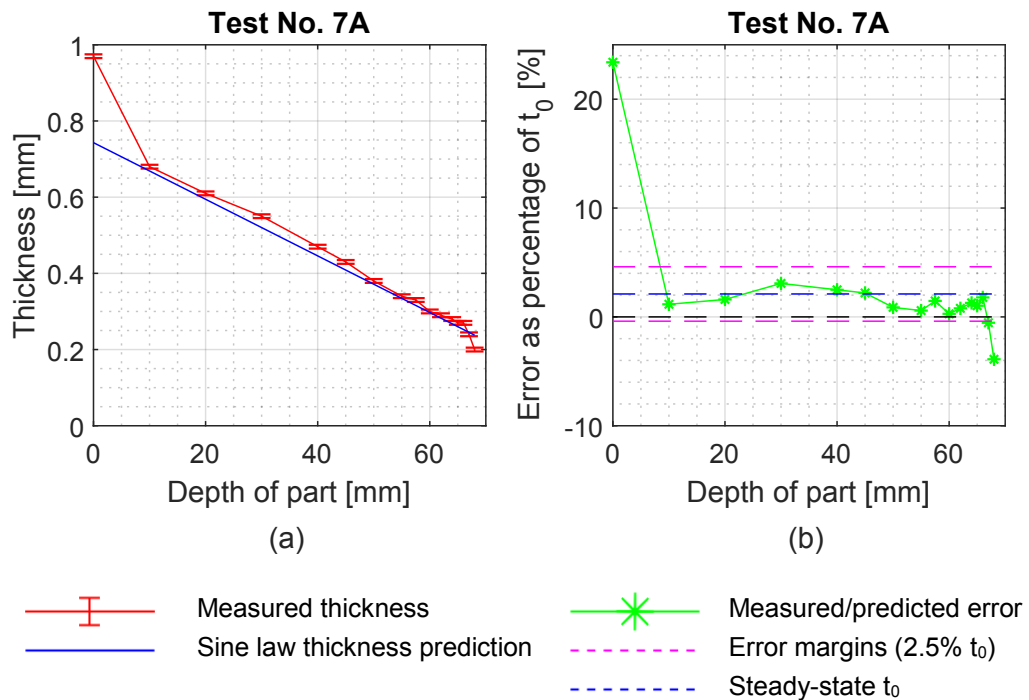 Test No. 7A
Thickness [mm]
1
0.8
0.6
0.4
0.2
0
0 20 40 60
Depth of part [mm]
(a)
Test No. 7A
Error as percentage of t₀ [%]
20
10
0
-10
0 20 40 60
Depth of part [mm]
(b)
Measured thickness
Sine law thickness prediction
Measured/predicted error
Error margins (2.5% t₀)
Steady-state t₀